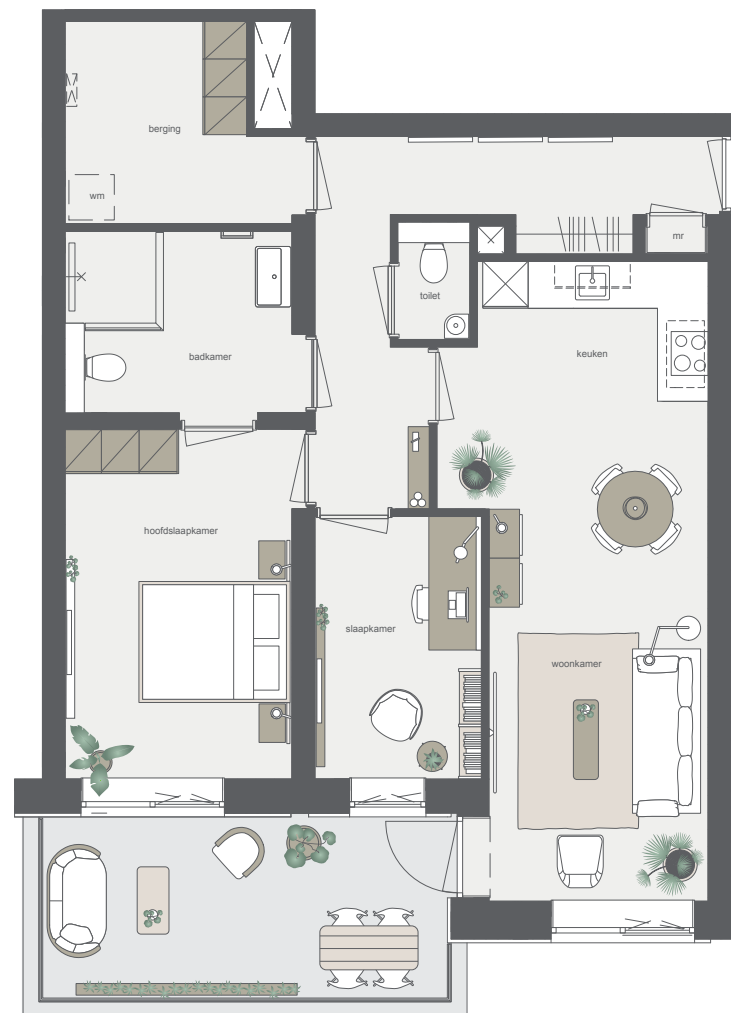 berging
wm
mr
toilet
badkamer
keuken
hoofdslaapkamer
slaapkamer
woonkamer